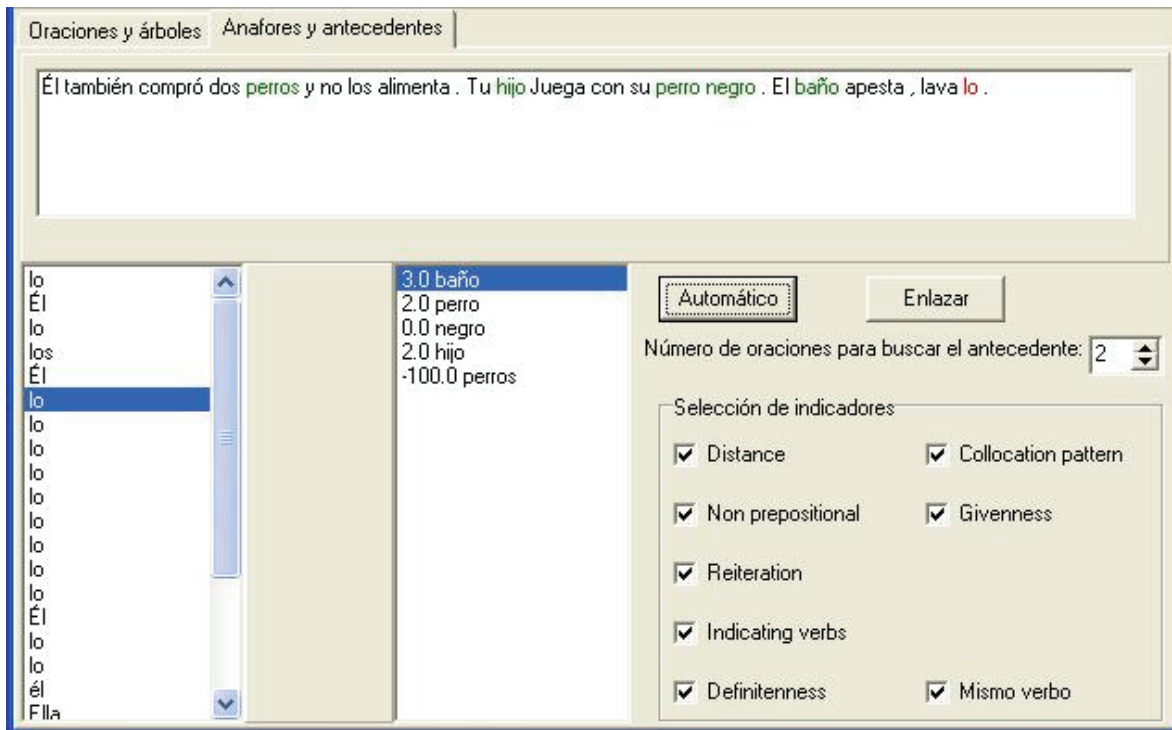 Oraciones y árboles
Anafores y antecedentes
Él también compró dos perros y no los alimenta . Tu hijo Juega con su perro negro . El baño apesta , lava lo .
lo
Él
lo
los
Él
lo
lo
lo
lo
lo
lo
lo
lo
lo
Él
lo
lo
él
Ella
3.0 baño
2.0 perro
0.0 negro
2.0 hijo
-100.0 perros
Automático
Enlazar
Número de oraciones para buscar el antecedente: 2
Selección de indicadores
Distance
Collocation pattern
Non prepositional
Givenness
Reiteration
Indicating verbs
Definitenness
Mismo verbo